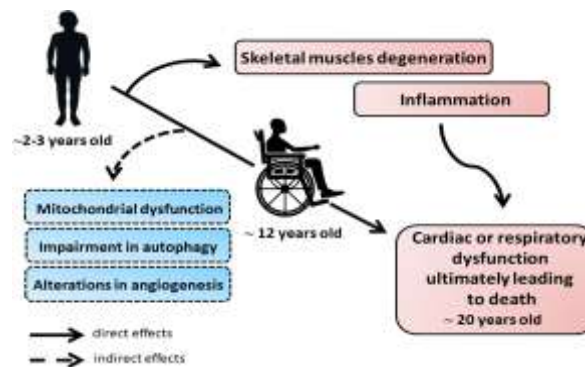 Skeletal muscles degeneration
Inflammation
~2-3 years old
Mitochondrial dysfunction
Impairment in autophagy
Alterations in angiogenesis
~ 12 years old
Cardiac or respiratory
dysfunction
ultimately leading
to death
~ 20 years old
direct effects
indirect effects